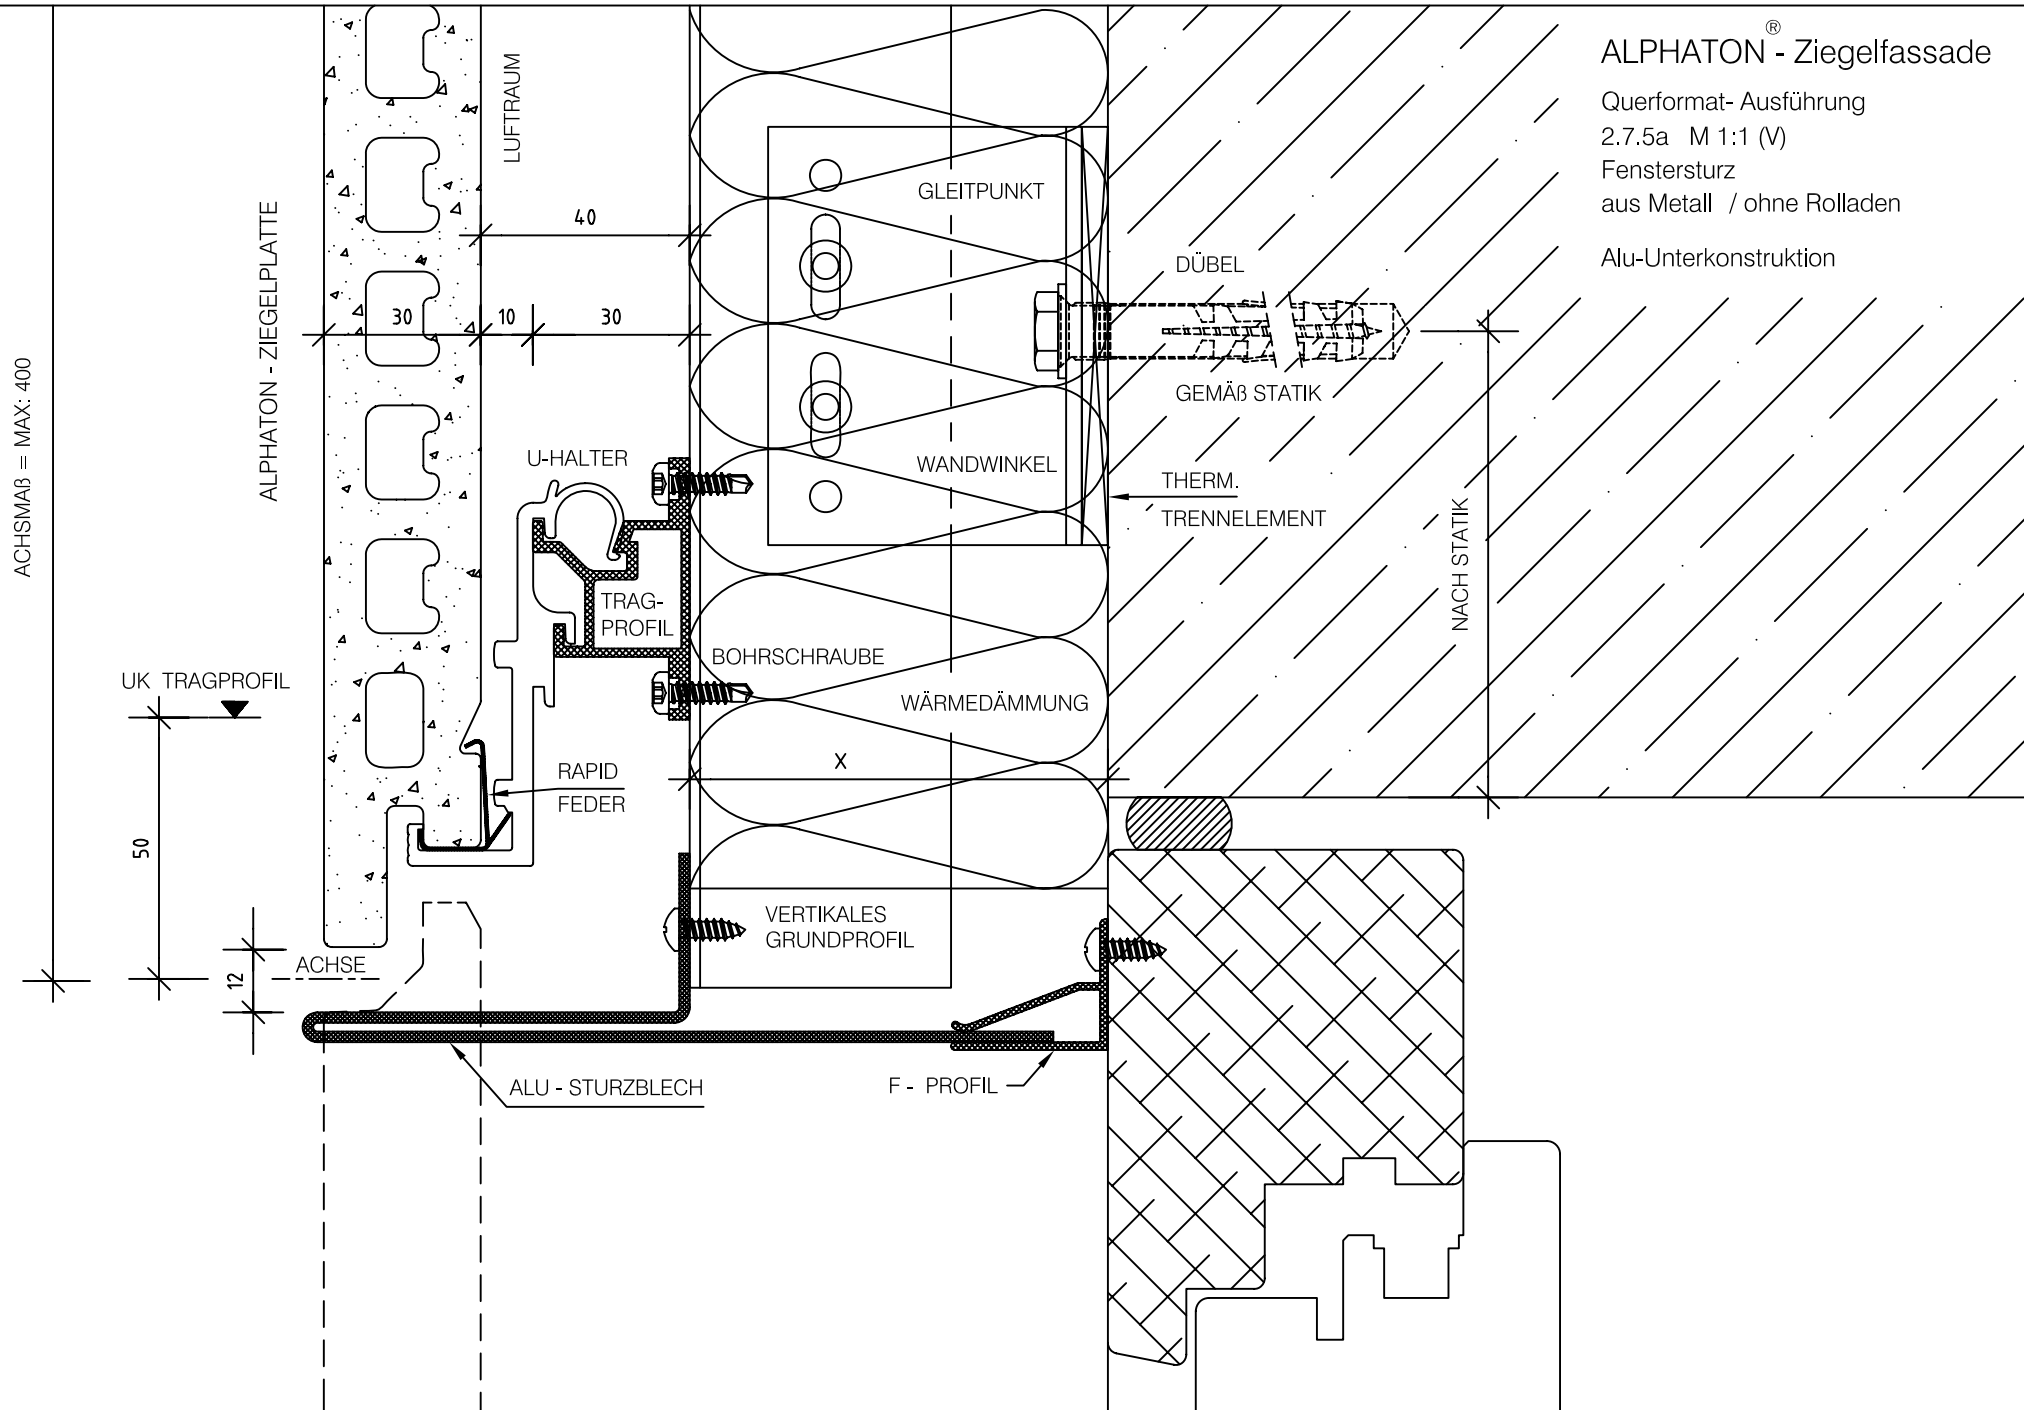 ALPHATON® - Ziegelfassade
Querformat- Ausführung
2.7.5a M 1:1 (V)
Fenstersturz
aus Metall / ohne Rolladen
Alu-Unterkonstruktion
LUFTRAUM
ALPHATON - ZIEGELPLATTE
ACHSMAß = MAX: 400
40
30
10
30
GLEITPUNKT
DÜBEL
GEMÄß STATIK
U-HALTER
WANDWINKEL
THERM.
TRENNELEMENT
NACH STATIK
TRAG-
PROFIL
BOHRSCHRAUBE
UK TRAGPROFIL
WÄRMEDÄMMUNG
X
RAPID
FEDER
50
VERTIKALES
GRUNDPROFIL
ACHSE
12
ALU - STURZBLECH
F - PROFIL